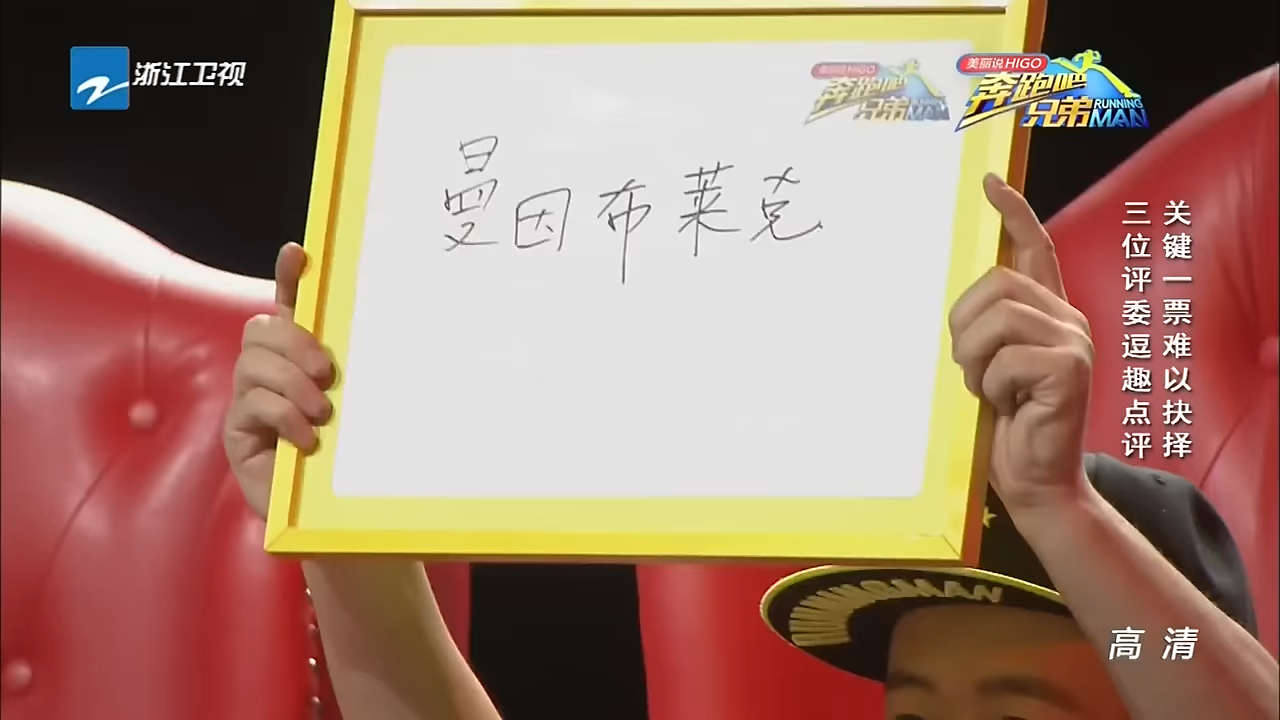 浙江卫视
美丽说HIGO
奔跑吧
兄弟
RUNNING
MAN
美丽说HIGO
奔跑吧
兄弟
RUNNING
MAN
曼因布莱克
关键一票难以抉择
三位评委逗趣点评
RUNNINGMAN
高清